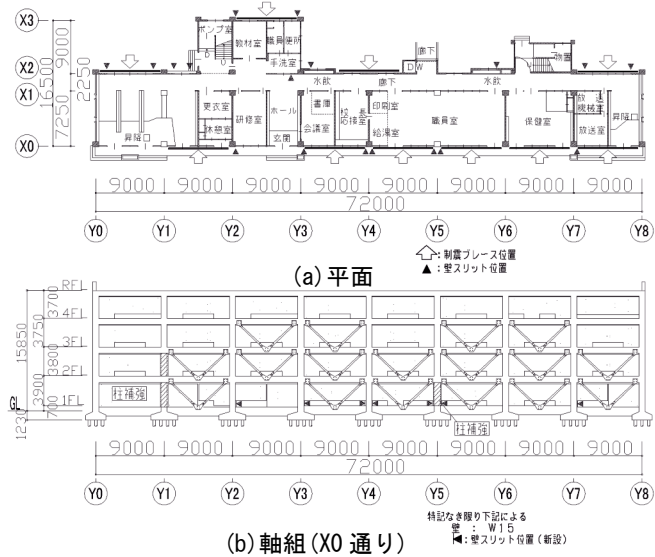 X3
X2
X1
X0
9000
16500
2250
7250
ポンプ室
教材室
職員便所
手洗室
水飲
廊下
廊下
DW
水飲
物置
更衣室
休憩室
研修室
ホール
玄関
書庫
会議室
校長
応接室
印刷室
給湯室
職員室
保健室
放送
機械室
放送室
昇降口
昇降口
9000 9000 9000 9000 9000 9000 9000 9000
72000
Y0 Y1 Y2 Y3 Y4 Y5 Y6 Y7 Y8
:制震ブレース位置
▲:壁スリット位置
(a)平面
RFL
4FL
3FL
2FL
1FL
GL
15850
3700
3750
3800
3900
700
1230
柱補強
柱補強
9000 9000 9000 9000 9000 9000 9000 9000
72000
Y0 Y1 Y2 Y3 Y4 Y5 Y6 Y7 Y8
特記なき限り下記による
壁 : W15
:壁スリット位置(新設)
(b)軸組(X0通り)